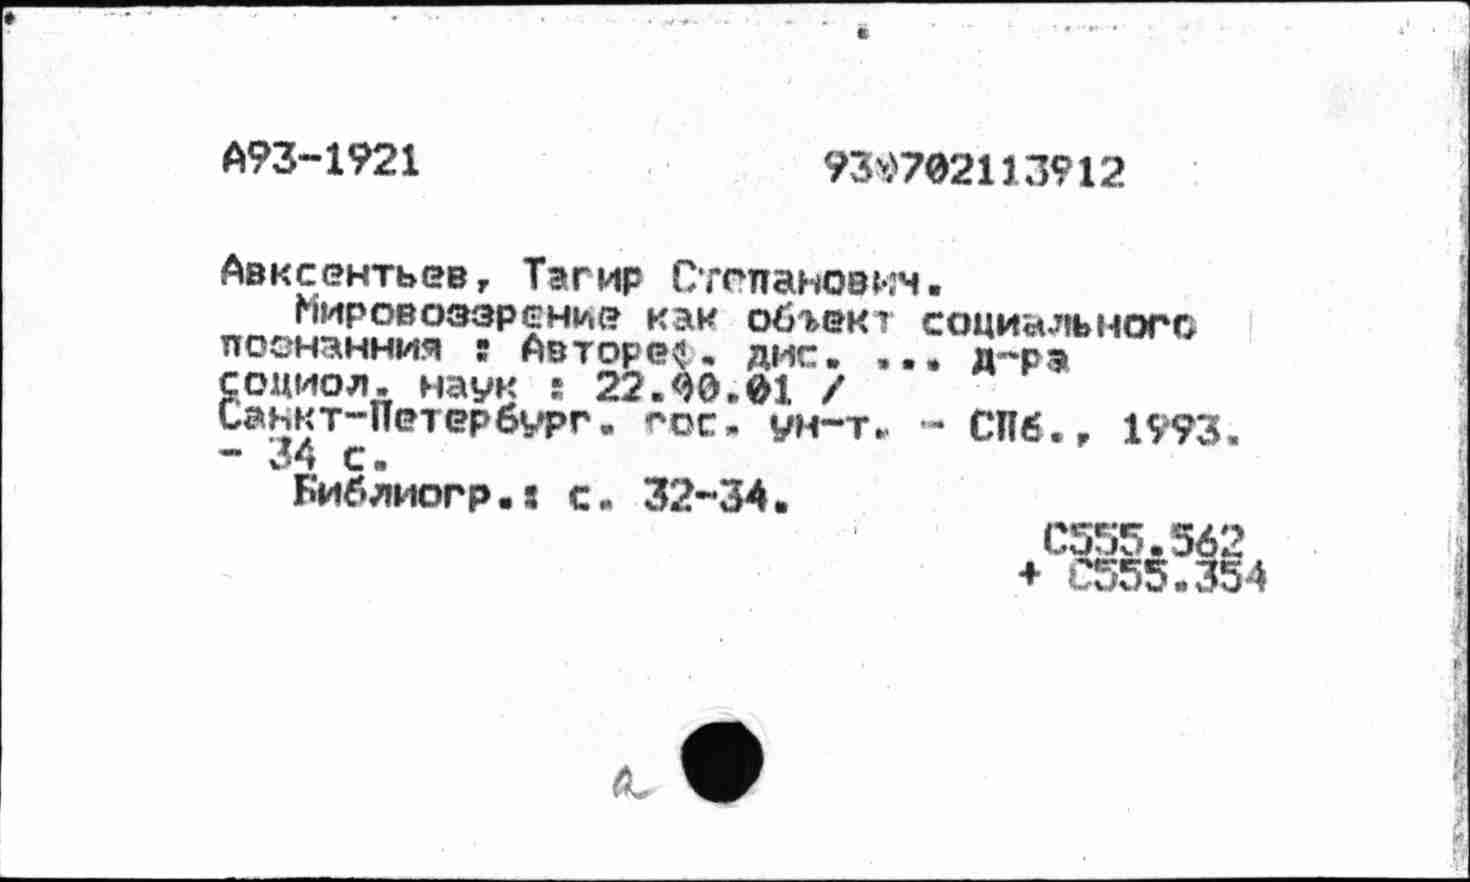 А93-1921 930702113912
Авксентьев, Тагир Степанович.
Мировоззрение как объект социального
познанния : Автореф. дис. ... д-ра
социол. наук : 22.00.01 /
Санкт-Петербург. гос. ун-т. - СПб., 1993.
- 34 с.
Библиогр.: с. 32-34.
С555.562
+ С555.354
а